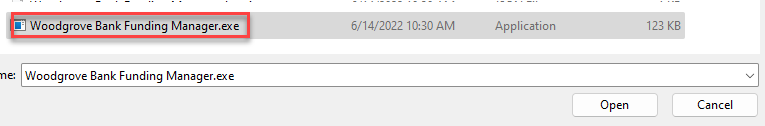 Woodgrove Bank Funding Manager.exe 6/14/2022 10:30 AM Application 123 KB
me: Woodgrove Bank Funding Manager.exe
Open Cancel